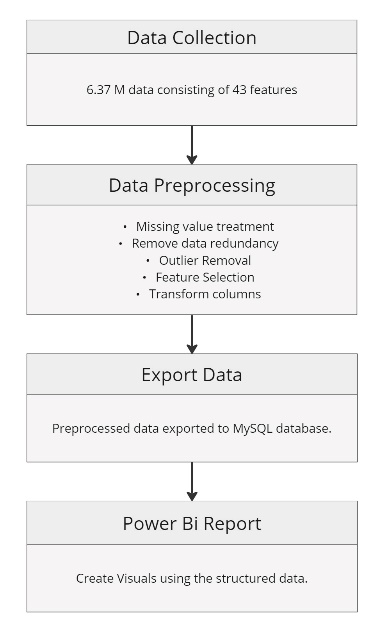 Data Collection
6.37 M data consisting of 43 features
Data Preprocessing
• Missing value treatment
• Remove data redundancy
• Outlier Removal
• Feature Selection
• Transform columns
Export Data
Preprocessed data exported to MySQL database.
Power Bi Report
Create Visuals using the structured data.